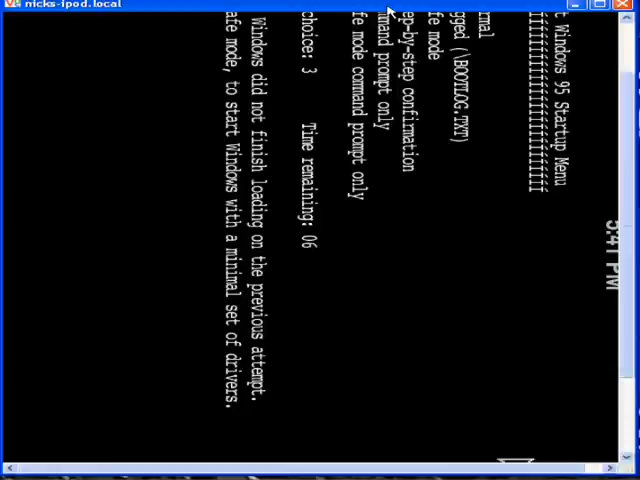 nicks-ipod.local
5:41 PM
t Windows 95 Startup Menu
rmal
gged (\BOOTLOG.TXT)
fe mode
ep-by-step confirmation
mand prompt only
fe mode command prompt only
choice: 3 Time remaining: 06
Windows did not finish loading on the previous attempt.
afe mode, to start Windows with a minimal set of drivers.